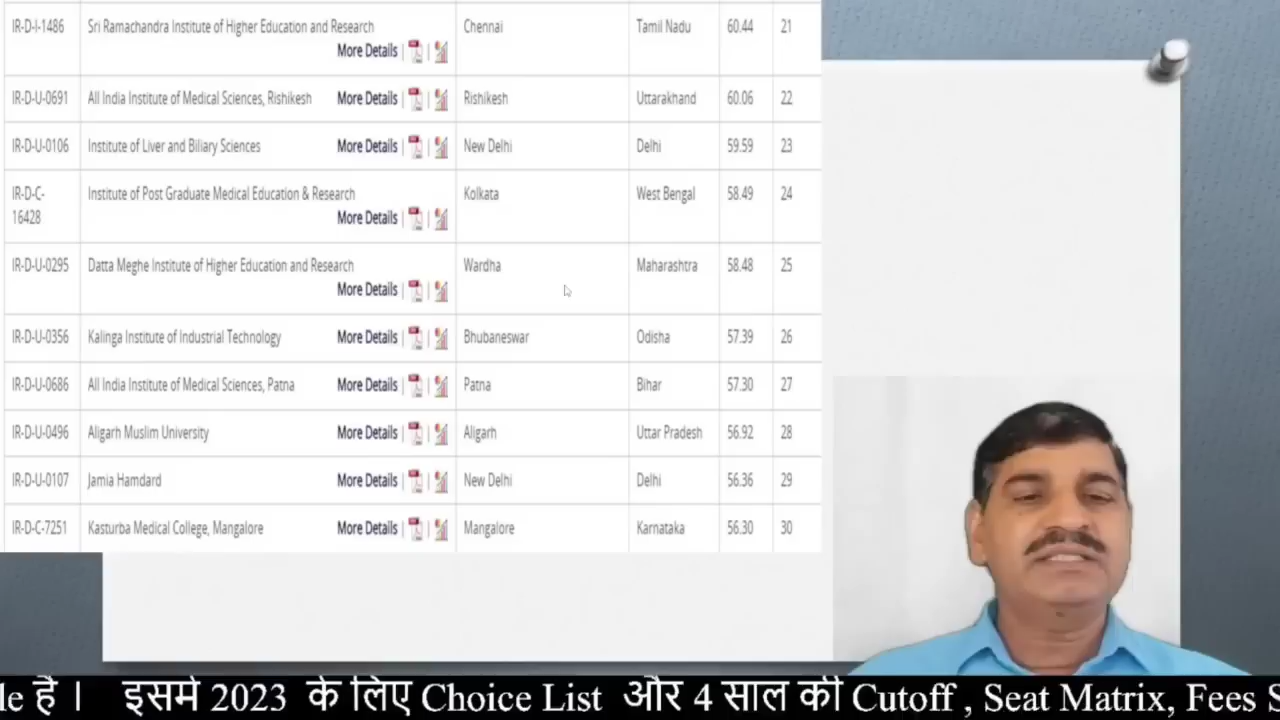 IR-D-I-1486 Sri Ramachandra Institute of Higher Education and Research Chennai Tamil Nadu 60.44 21
More Details | |
IR-D-U-0691 All India Institute of Medical Sciences, Rishikesh More Details | | Rishikesh Uttarakhand 60.06 22
IR-D-U-0106 Institute of Liver and Biliary Sciences More Details | | New Delhi Delhi 59.59 23
IR-D-C- Institute of Post Graduate Medical Education & Research Kolkata West Bengal 58.49 24
16428 More Details | |
IR-D-U-0295 Datta Meghe Institute of Higher Education and Research Wardha Maharashtra 58.48 25
More Details | |
IR-D-U-0356 Kalinga Institute of Industrial Technology More Details | | Bhubaneswar Odisha 57.39 26
IR-D-U-0686 All India Institute of Medical Sciences, Patna More Details | | Patna Bihar 57.30 27
IR-D-U-0496 Aligarh Muslim University More Details | | Aligarh Uttar Pradesh 56.92 28
IR-D-U-0107 Jamia Hamdard More Details | | New Delhi Delhi 56.36 29
IR-D-C-7251 Kasturba Medical College, Mangalore More Details | | Mangalore Karnataka 56.30 30
le है। इसमें 2023 के लिए Choice List और 4 साल की Cutoff , Seat Matrix, Fees S